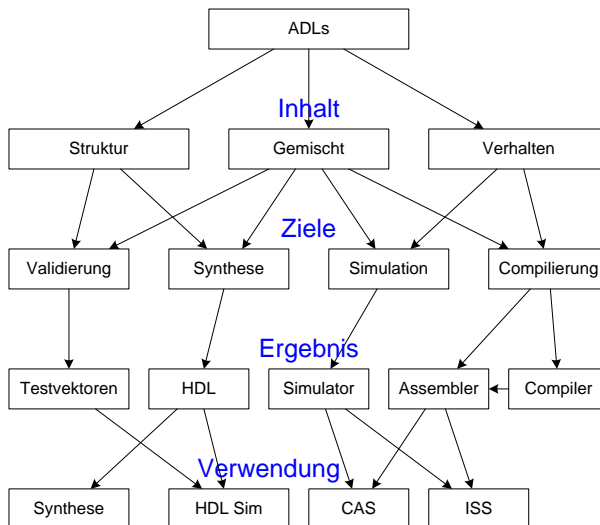 ADLs
Inhalt
Struktur
Gemischt
Verhalten
Ziele
Validierung
Synthese
Simulation
Compilierung
Ergebnis
Testvektoren
HDL
Simulator
Assembler
Compiler
Verwendung
Synthese
HDL Sim
CAS
ISS